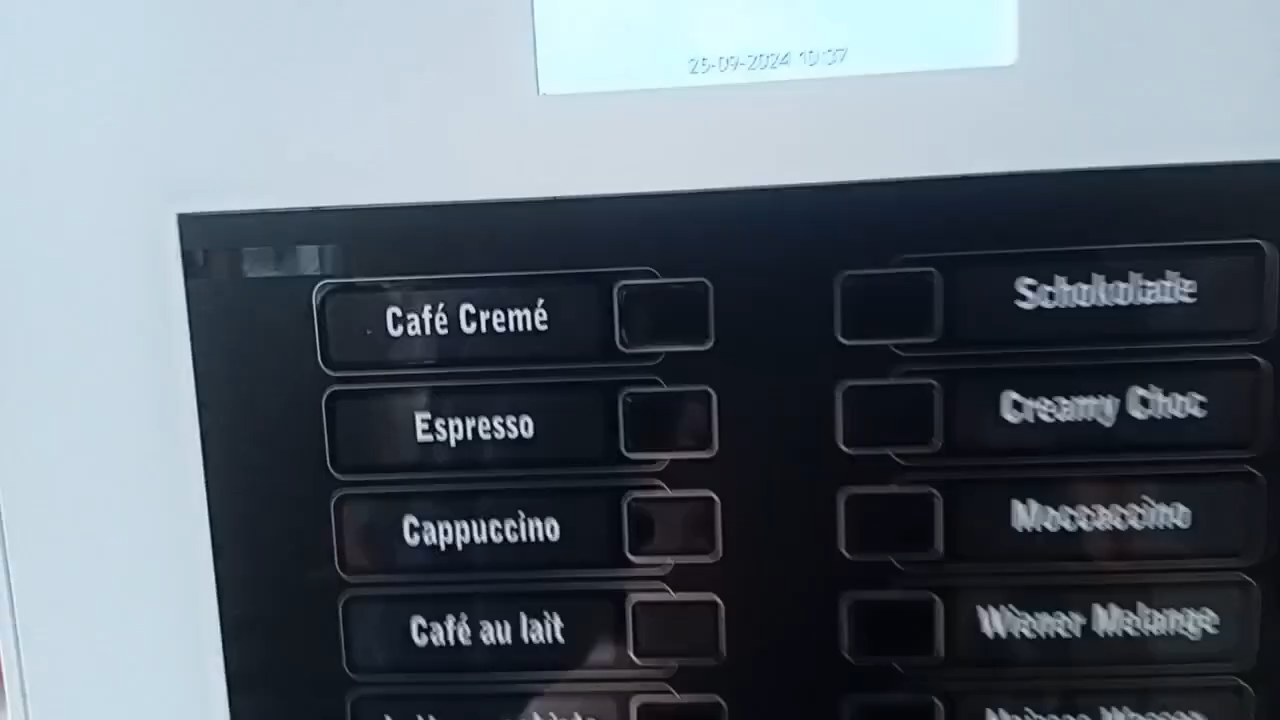 25-09-2024 10:37
Café Cremé
Schokolade
Espresso
Creamy Choc
Cappuccino
Moccaccino
Café au lait
Wiener Melange